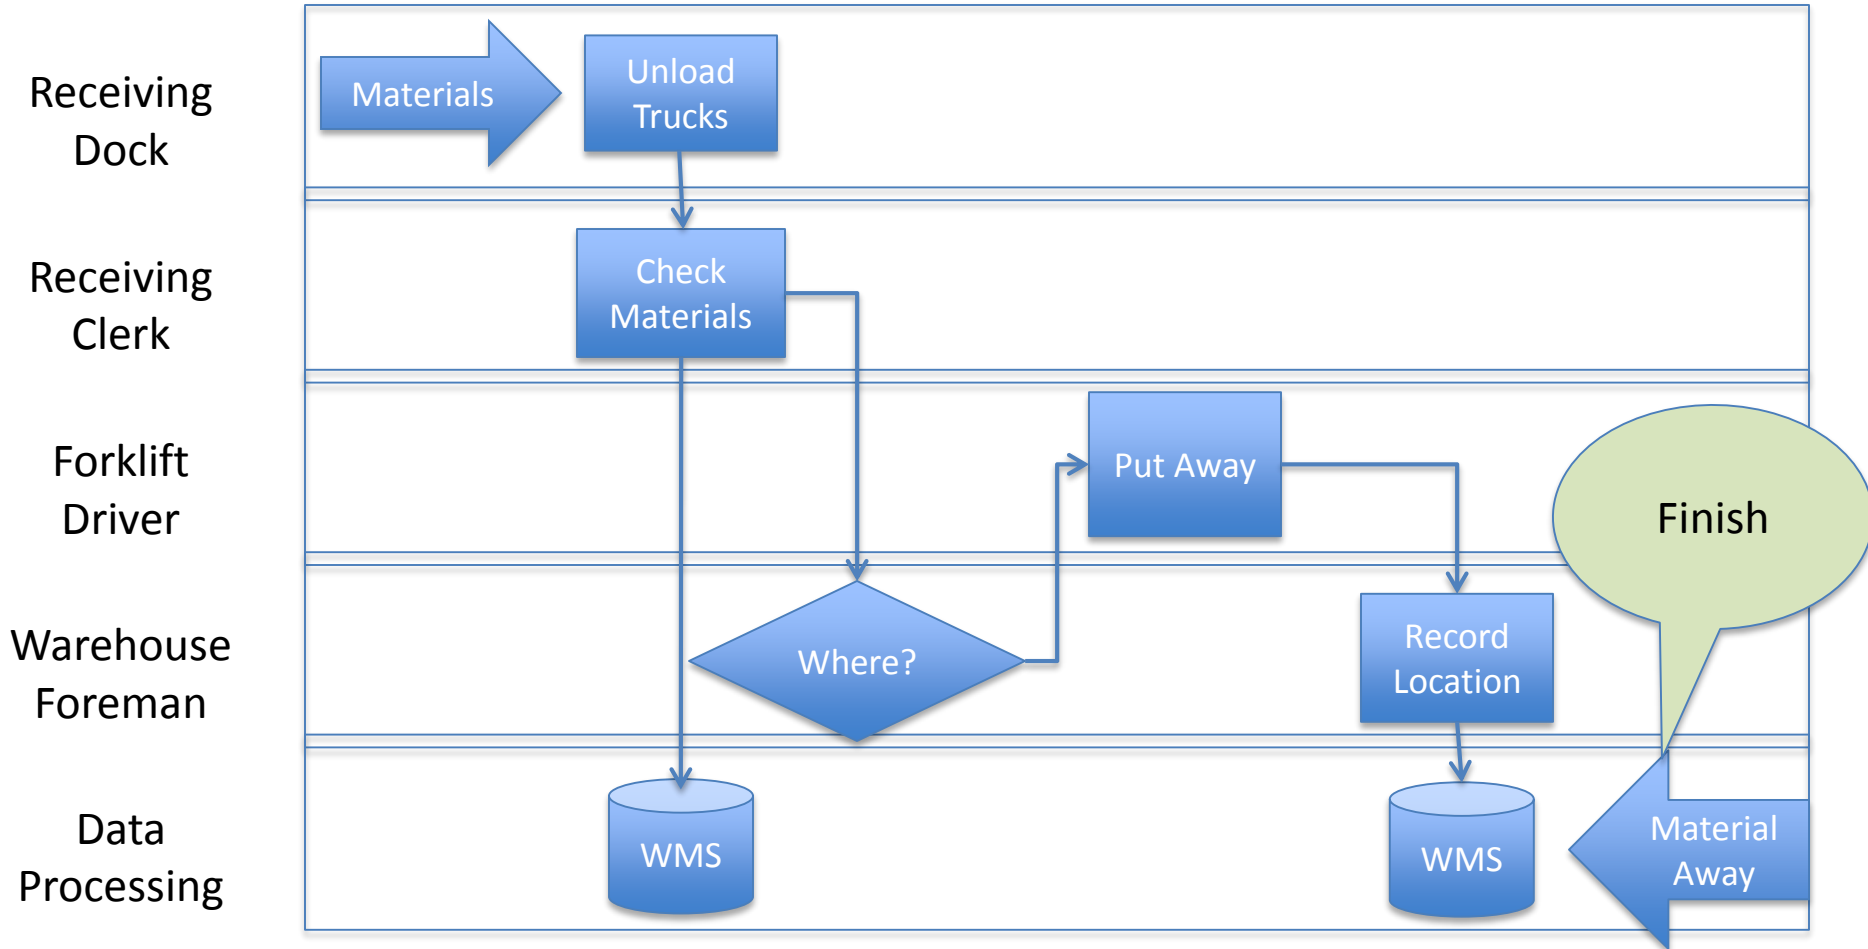 Receiving
Dock
Materials
Unload
Trucks
Receiving
Clerk
Check
Materials
Forklift
Driver
Put Away
Finish
Warehouse
Foreman
Where?
Record
Location
Data
Processing
WMS
WMS
Material
Away